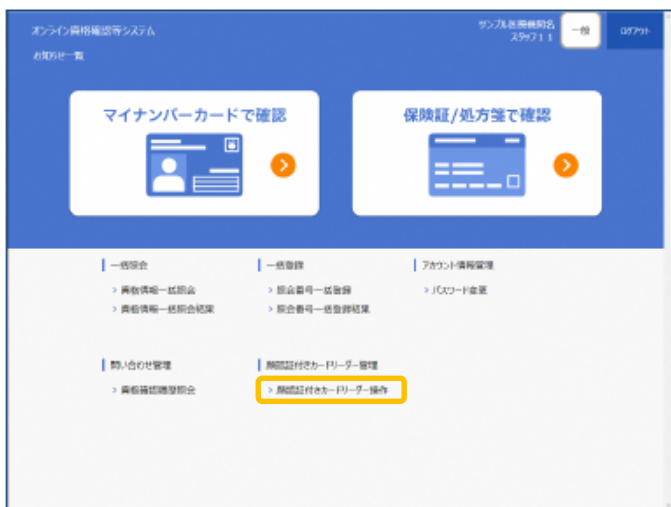 オンライン資格確認等システム
サンプル医療機関名
スタッフ11
一般
ログアウト
お知らせ一覧
マイナンバーカードで確認
保険証/処方箋で確認
一括照会
一括登録
アカウント情報管理
> 資格情報一括照会
> 照会番号一括登録
> パスワード変更
> 資格情報一括照会結果
> 照会番号一括登録結果
問い合わせ管理
顔認証付きカードリーダー管理
> 資格確認履歴照会
> 顔認証付きカードリーダー操作